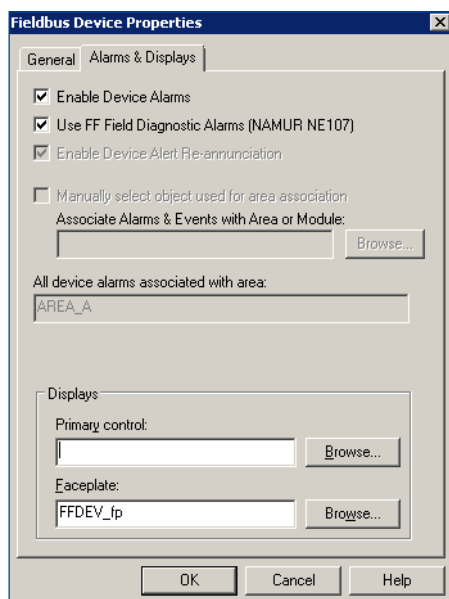 Fieldbus Device Properties
General
Alarms & Displays
Enable Device Alarms
Use FF Field Diagnostic Alarms (NAMUR NE107)
Enable Device Alert Re-annunciation
Manually select object used for area association
Associate Alarms & Events with Area or Module:
Browse...
All device alarms associated with area:
AREA_A
Displays
Primary control:
Browse...
Faceplate:
FFDEV_fp
Browse...
OK
Cancel
Help